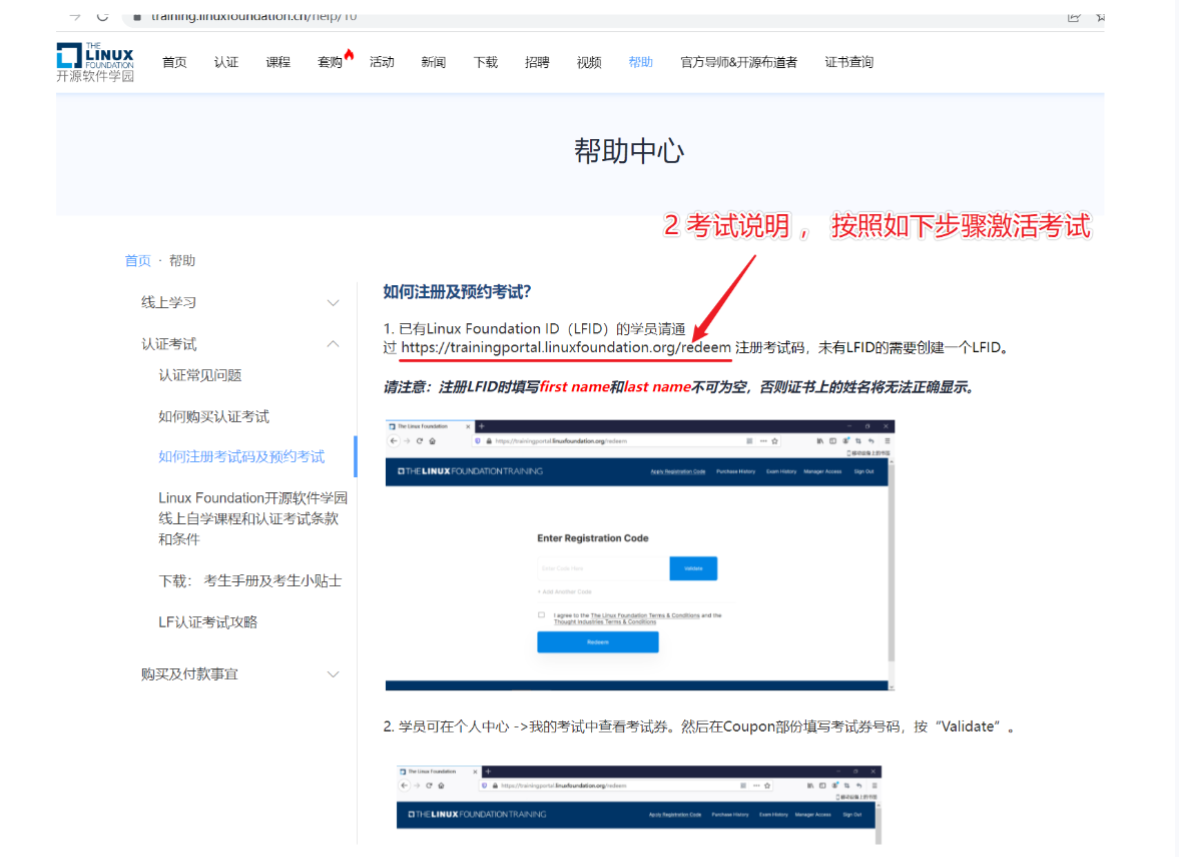 training.linuxfoundation.cn/help/10
THE
LINUX
FOUNDATION
开源软件学园
首页 认证 课程 套购 活动 新闻 下载 招聘 视频 帮助 官方导师&开源布道者 证书查询
帮助中心
2 考试说明， 按照如下步骤激活考试
首页 · 帮助
线上学习
认证考试
认证常见问题
如何购买认证考试
如何注册考试码及预约考试
Linux Foundation开源软件学园
线上自学课程和认证考试条款
和条件
下载： 考生手册及考生小贴士
LF认证考试攻略
购买及付款事宜
如何注册及预约考试?
1. 已有Linux Foundation ID（LFID）的学员请通
过 https://trainingportal.linuxfoundation.org/redeem 注册考试码，未有LFID的需要创建一个LFID。
请注意：注册LFID时填写first name和last name不可为空，否则证书上的姓名将无法正确显示。
The Linux Foundation
https://trainingportal.linuxfoundation.org/redeem
THE LINUX FOUNDATION TRAINING
Apply Registration Code Purchase History Exam History Manager Access Sign Out
Enter Registration Code
Enter Code Here Validate
+ Add Another Code
I agree to the The Linux Foundation Terms & Conditions and the
Thought Industries Terms & Conditions
Redeem
2. 学员可在个人中心 ->我的考试中查看考试券。然后在Coupon部份填写考试券号码，按“Validate”。
The Linux Foundation
https://trainingportal.linuxfoundation.org/redeem
THE LINUX FOUNDATION TRAINING
Apply Registration Code Purchase History Exam History Manager Access Sign Out